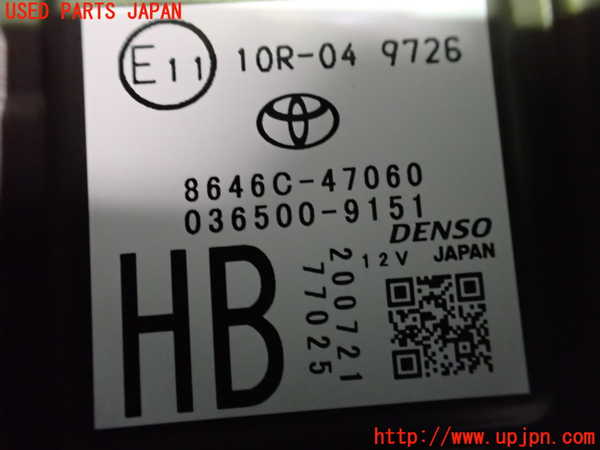 USED PARTS JAPAN
E11 10R-04 9726
8646C-47060
036500-9151
DENSO
12V JAPAN
HB
200721
77025
UPJ
http://www.upjpn.com/